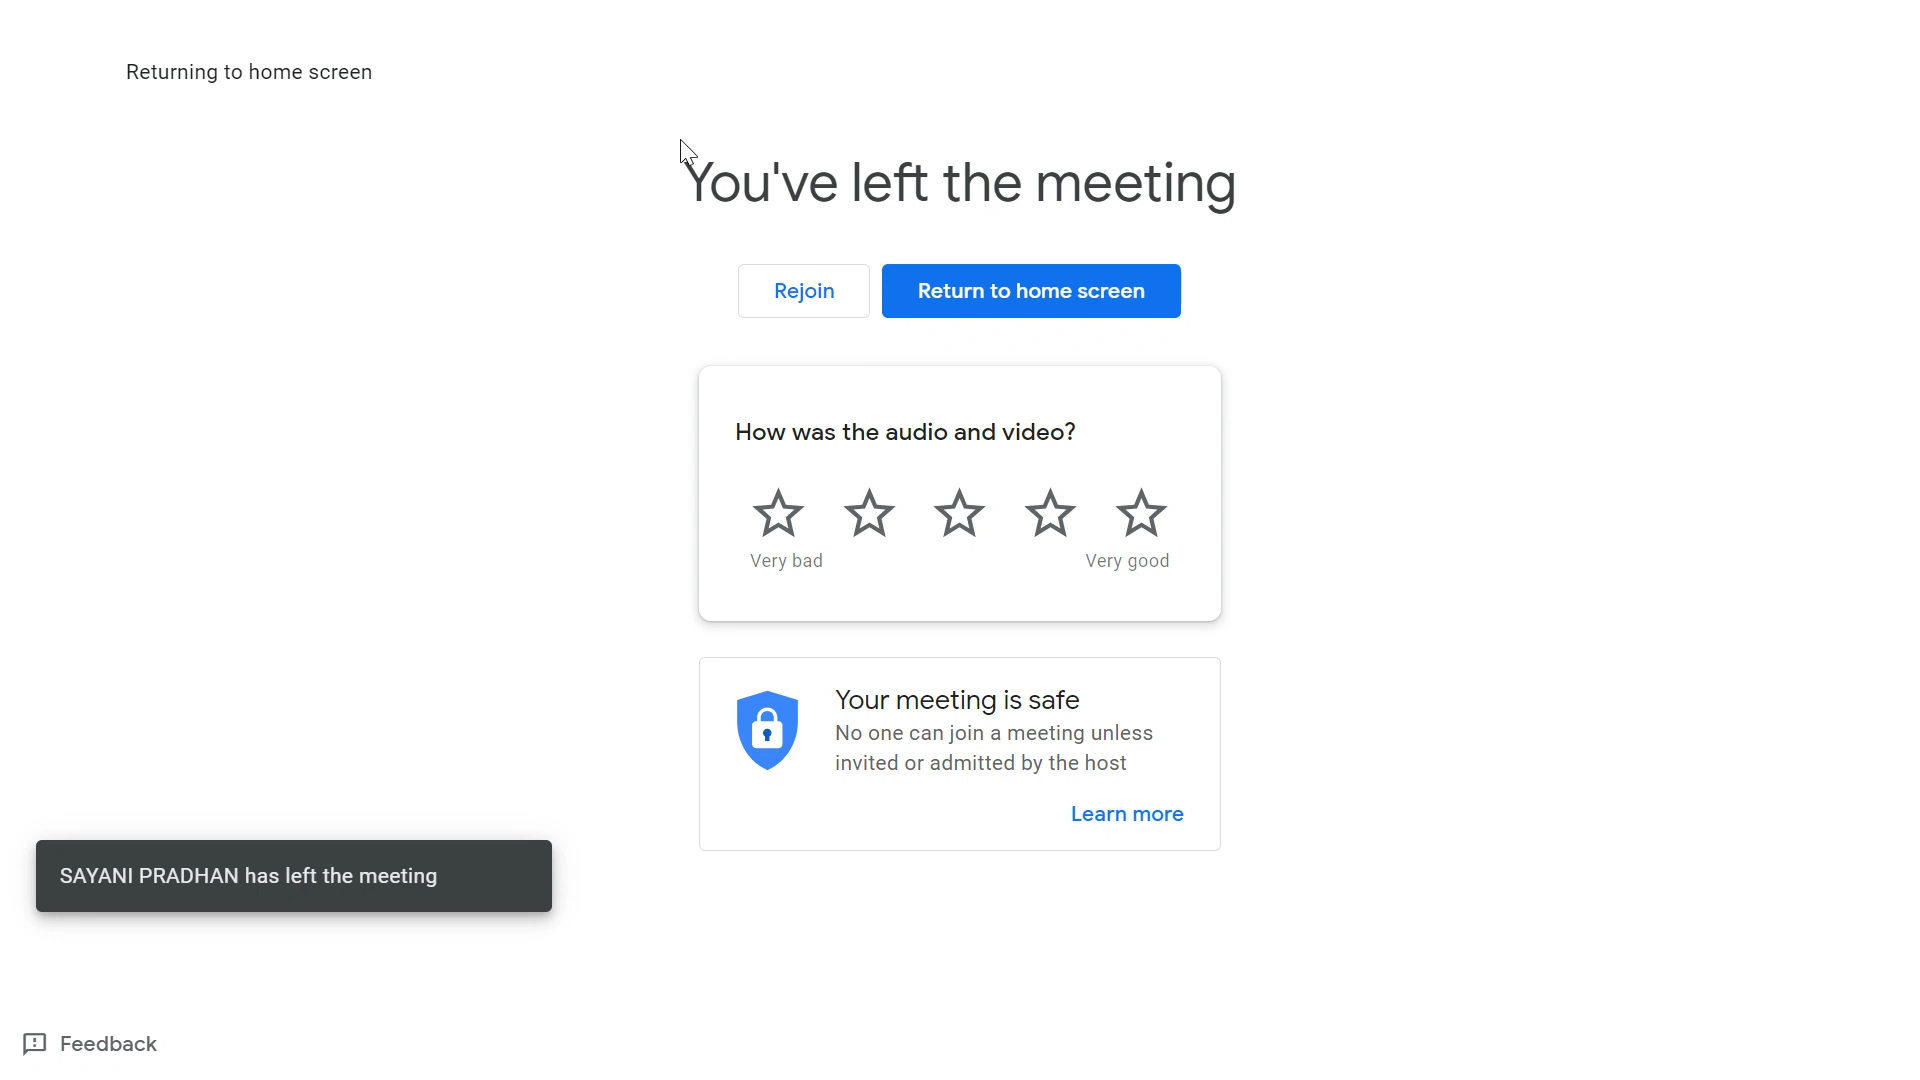 Returning to home screen
You've left the meeting
Rejoin
Return to home screen
How was the audio and video?
Very bad
Very good
Your meeting is safe
No one can join a meeting unless
invited or admitted by the host
Learn more
SAYANI PRADHAN has left the meeting
Feedback